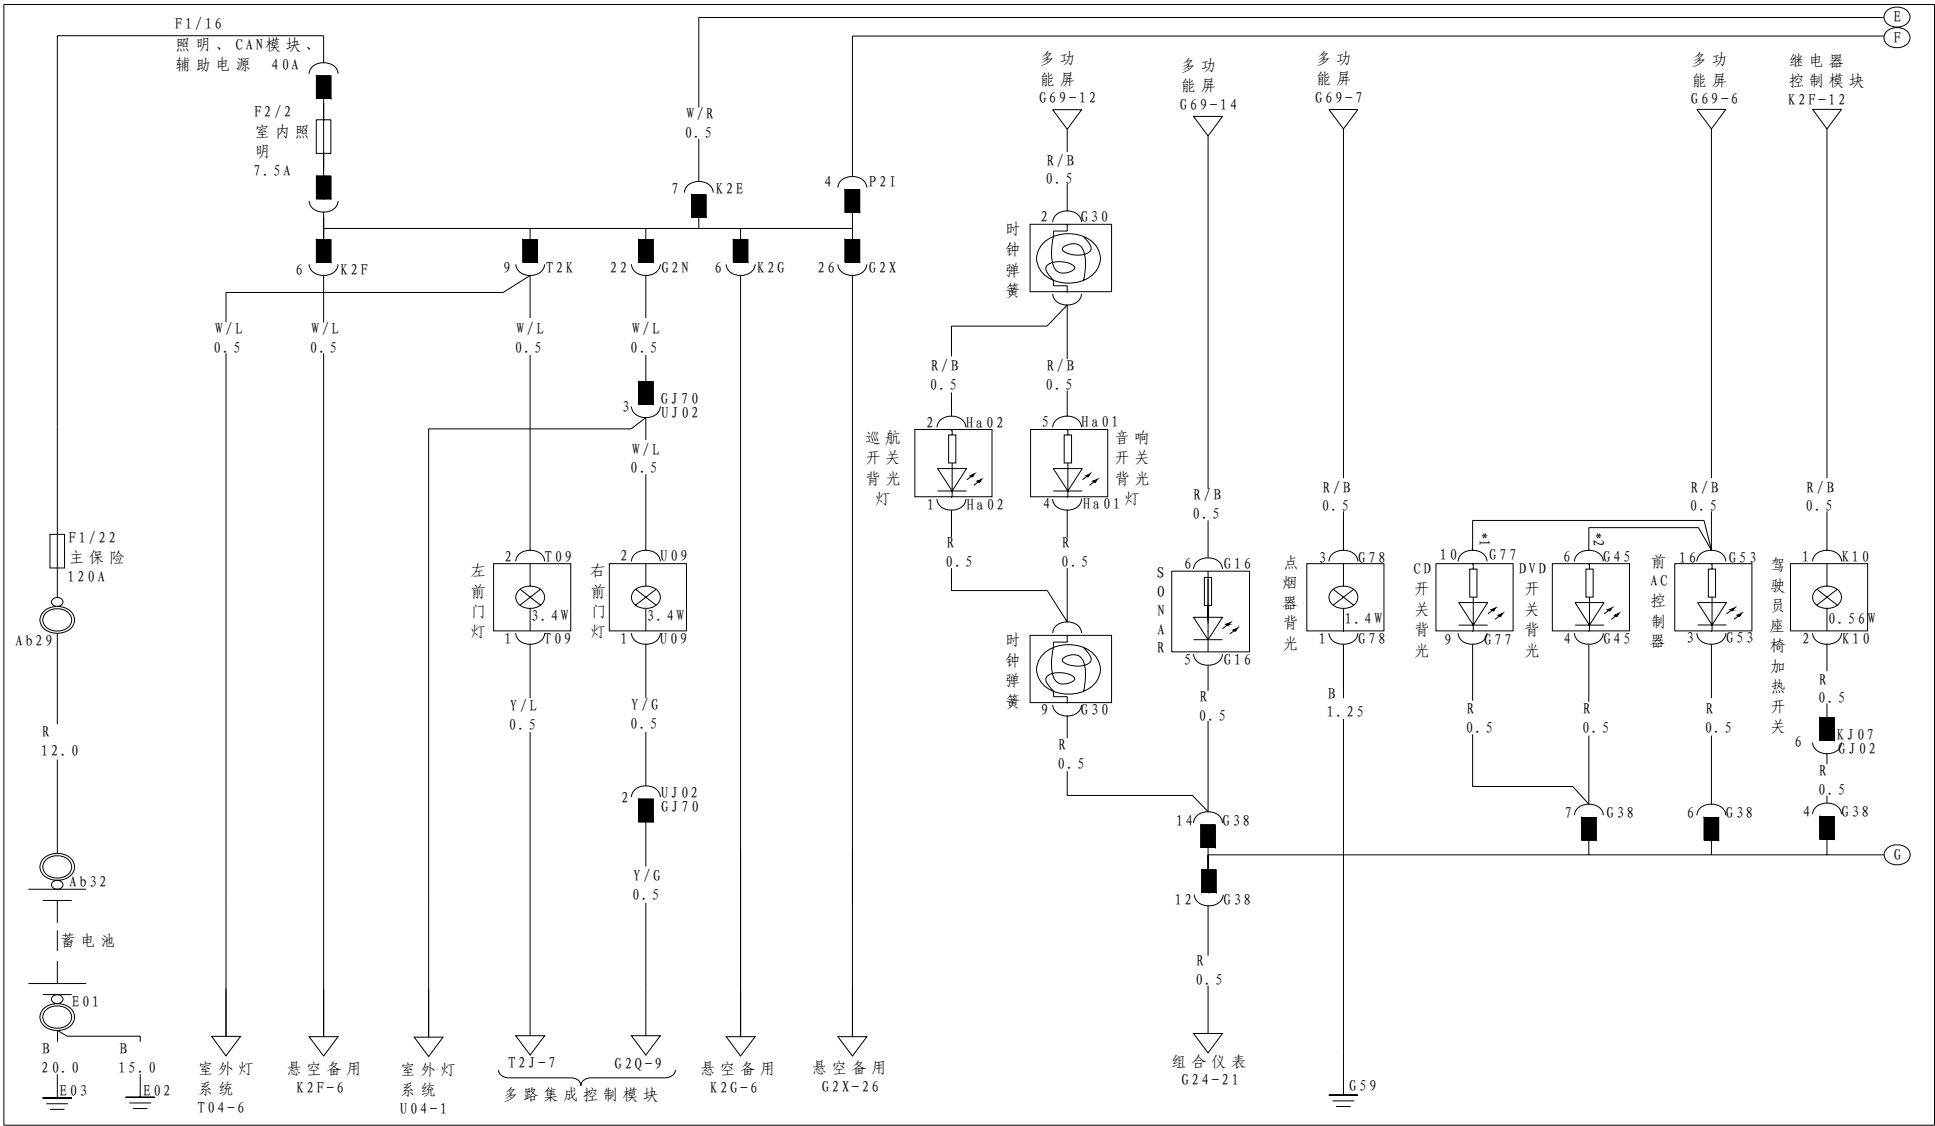 F1/16
照明、CAN模块、
辅助电源 40A
F2/2
室内照
明
7.5A
E
F
W/R
0.5
7 K2E
4 P2I
多功
能屏
G69-12
多功
能屏
G69-14
多功
能屏
G69-7
多功
能屏
G69-6
继电器
控制模块
K2F-12
R/B
0.5
2 G30
时钟弹簧
6 K2F
9 T2K
22 G2N
6 K2G
26 G2X
W/L
0.5
W/L
0.5
W/L
0.5
W/L
0.5
R/B
0.5
R/B
0.5
3 GJ70
UJ02
W/L
0.5
2 Ha02
巡航开关背光灯
1 Ha02
5 Ha01
音响开关背光灯
4 Ha01
R/B
0.5
R/B
0.5
R/B
0.5
R/B
0.5
F1/22
主保险
120A
Ab29
R
0.5
R
0.5
*1
*2
2 T09
左前门灯
3.4W
1 T09
2 U09
右前门灯
3.4W
1 U09
6 G16
SONAR
5 G16
3 G78
点烟器背光
1.4W
1 G78
10 G77
CD开关背光
9 G77
6 G45
DVD开关背光
4 G45
16 G53
前AC控制器
3 G53
1 K10
驾驶员座椅加热开关
0.56W
2 K10
时钟弹簧
9 G30
R
12.0
Y/L
0.5
Y/G
0.5
R
0.5
R
0.5
B
1.25
R
0.5
R
0.5
R
0.5
R
0.5
6 KJ07
GJ02
R
0.5
2 UJ02
GJ70
14 G38
7 G38
6 G38
4 G38
G
Y/G
0.5
12 G38
Ab32
蓄电池
R
0.5
E01
B
20.0
B
15.0
E03
E02
室外灯
系统
T04-6
悬空备用
K2F-6
室外灯
系统
U04-1
T2J-7
G2Q-9
多路集成控制模块
悬空备用
K2G-6
悬空备用
G2X-26
组合仪表
G24-21
G59